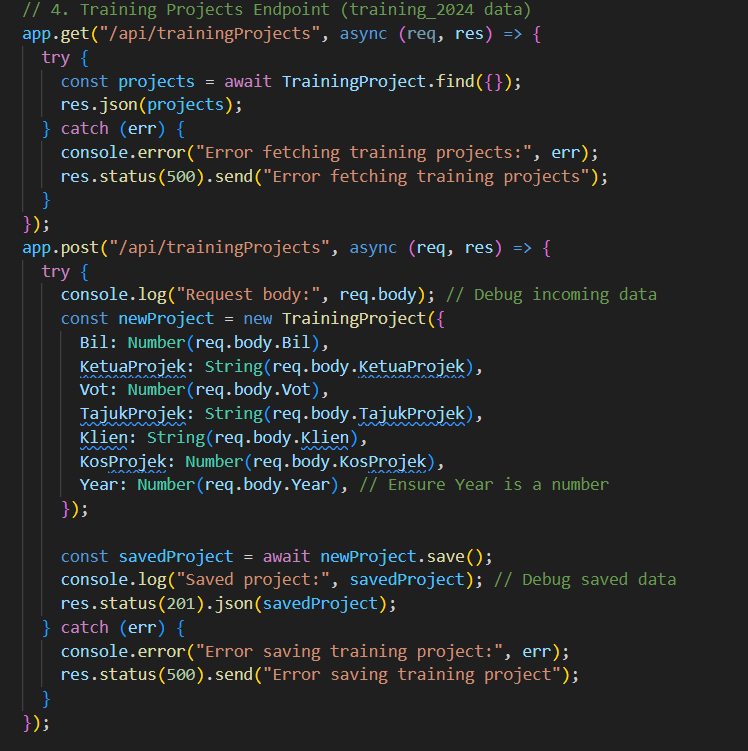 // 4. Training Projects Endpoint (training_2024 data)
app.get("/api/trainingProjects", async (req, res) => {
  try {
    const projects = await TrainingProject.find({});
    res.json(projects);
  } catch (err) {
    console.error("Error fetching training projects:", err);
    res.status(500).send("Error fetching training projects");
  }
});
app.post("/api/trainingProjects", async (req, res) => {
  try {
    console.log("Request body:", req.body); // Debug incoming data
    const newProject = new TrainingProject({
      Bil: Number(req.body.Bil),
      KetuaProjek: String(req.body.KetuaProjek),
      Vot: Number(req.body.Vot),
      TajukProjek: String(req.body.TajukProjek),
      Klien: String(req.body.Klien),
      KosProjek: Number(req.body.KosProjek),
      Year: Number(req.body.Year), // Ensure Year is a number
    });

    const savedProject = await newProject.save();
    console.log("Saved project:", savedProject); // Debug saved data
    res.status(201).json(savedProject);
  } catch (err) {
    console.error("Error saving training project:", err);
    res.status(500).send("Error saving training project");
  }
});